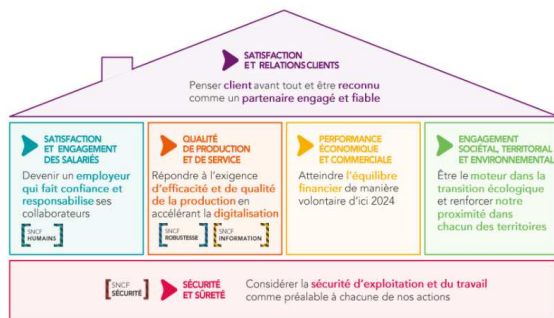 SATISFACTION
ET RELATIONS CLIENTS
Penser client avant tout et être reconnu
comme un partenaire engagé et fiable
SATISFACTION
ET ENGAGEMENT
DES SALARIÉS
Devenir un employeur
qui fait confiance et
responsabilise ses
collaborateurs
SNCF
HUMAINS
QUALITÉ
DE PRODUCTION
ET DE SERVICE
Répondre à l'exigence
d'efficacité et de qualité
de la production en
accélérant la digitalisation
SNCF
ROBUSTESSE
SNCF
INFORMATION
PERFORMANCE
ÉCONOMIQUE
ET COMMERCIALE
Atteindre l'équilibre
financier de manière
volontaire d'ici 2024
ENGAGEMENT
SOCIÉTAL, TERRITORIAL
ET ENVIRONNEMENTAL
Être le moteur dans la
transition écologique
et renforcer notre
proximité dans
chacun des territoires
SNCF
SÉCURITÉ
SÉCURITÉ
ET SÛRETÉ
Considérer la sécurité d'exploitation et du travail
comme préalable à chacune de nos actions